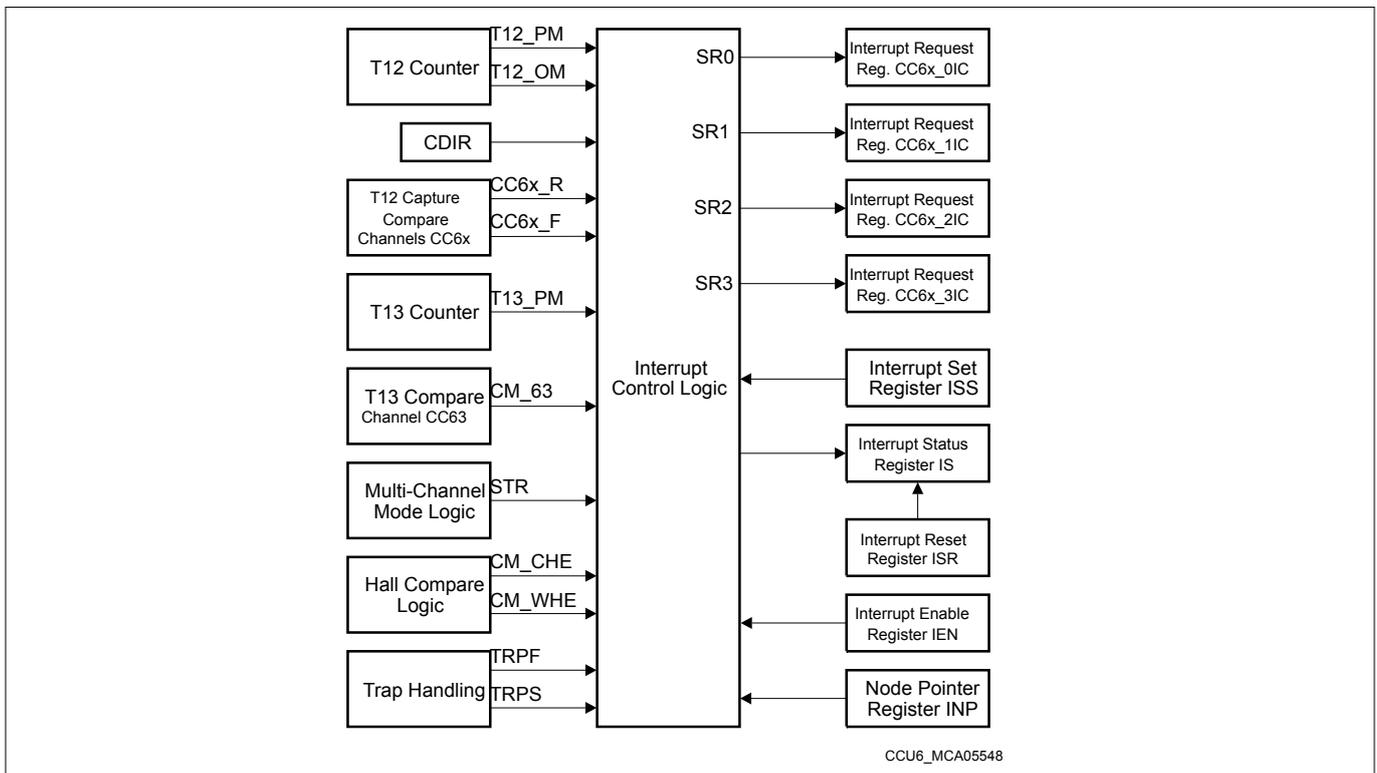 T12 Counter
T12_PM
T12_OM
CDIR
T12 Capture
Compare
Channels CC6x
CC6x_R
CC6x_F
T13 Counter
T13_PM
T13 Compare
Channel CC63
CM_63
Multi-Channel
Mode Logic
STR
Hall Compare
Logic
CM_CHE
CM_WHE
Trap Handling
TRPF
TRPS
Interrupt
Control Logic
SR0
SR1
SR2
SR3
Interrupt Request
Reg. CC6x_0IC
Interrupt Request
Reg. CC6x_1IC
Interrupt Request
Reg. CC6x_2IC
Interrupt Request
Reg. CC6x_3IC
Interrupt Set
Register ISS
Interrupt Status
Register IS
Interrupt Reset
Register ISR
Interrupt Enable
Register IEN
Node Pointer
Register INP
CCU6_MCA05548